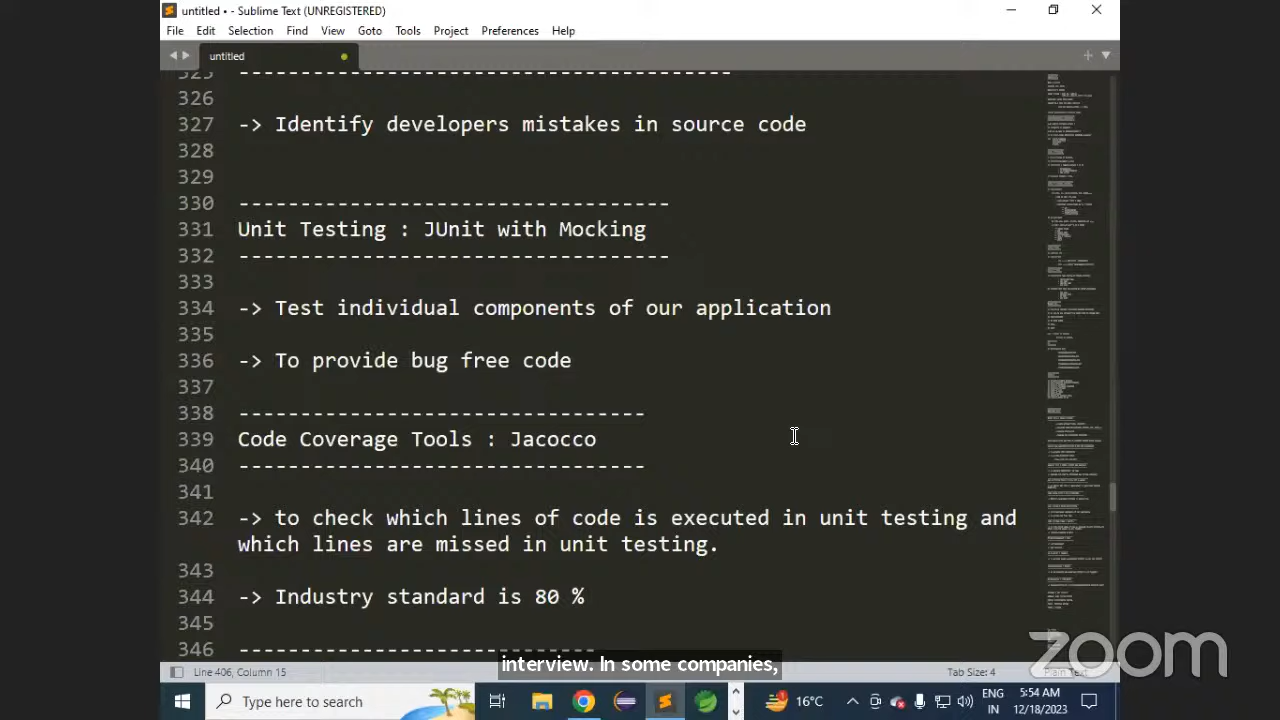 untitled • - Sublime Text (UNREGISTERED)
File Edit Selection Find View Goto Tools Project Preferences Help
untitled
325 ----------------------------------------
326
327 -> Identiry developers mistakes in source code
328
329
330 -----------------------------------
331 Unit Testing : JUnit with Mocking
332 -----------------------------------
333
334 -> Test individual components of our application
335
336 -> To provide bug free code
337
338 ---------------------------------
339 Code Coverage Tools : Jacocco
340 ---------------------------------
341
342 -> To check which lines of code is executed in unit testing and
which lines are missed in unit testing.
343
344 -> Industry standard is 80 %
345
346 -----------------------------
interview. In some companies,
zoom
Line 406, Column 15
Tab Size: 4
Plain Text
Type here to search
1
16°C
ENG
IN
5:54 AM
12/18/2023